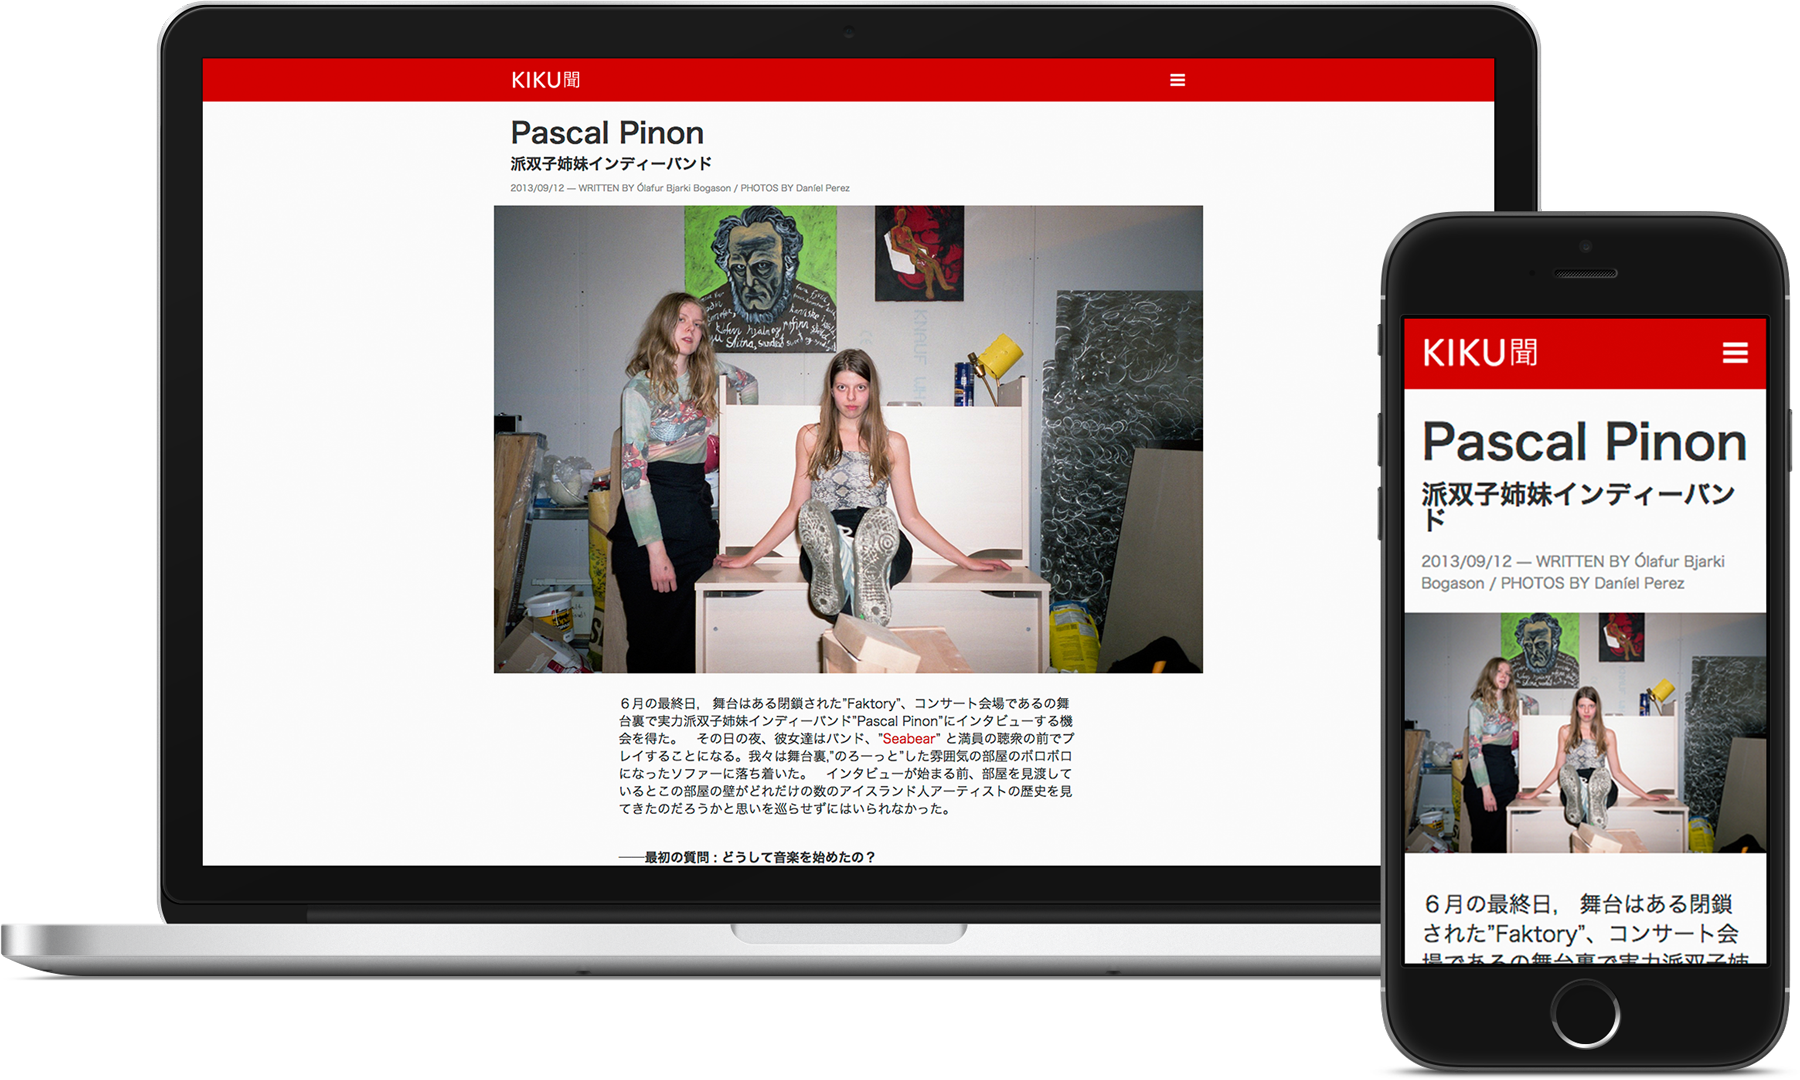 KIKU聞
Pascal Pinon
派双子姉妹インディーバンド
2013/09/12 — WRITTEN BY Ólafur Bjarki Bogason / PHOTOS BY Daníel Perez
KNAUF
６月の最終日,　舞台はある閉鎖された”Faktory”、コンサート会場であるの舞
台裏で実力派双子姉妹インディーバンド”Pascal Pinon”にインタビューする機
会を得た。　その日の夜、彼女達はバンド、”Seabear” と満員の聴衆の前でプ
レイすることになる。我々は舞台裏,”のろーっと”した雰囲気の部屋のボロボロ
になったソファーに落ち着いた。　インタビューが始まる前、部屋を見渡して
いるとこの部屋の壁がどれだけの数のアイスランド人アーティストの歴史を見
てきたのだろうかと思いを巡らせずにはいられなかった。
——最初の質問：どうして音楽を始めたの？
KIKU聞
Pascal Pinon
派双子姉妹インディーバン
ド
2013/09/12 — WRITTEN BY Ólafur Bjarki
Bogason / PHOTOS BY Daníel Perez
６月の最終日,　舞台はある閉鎖
された”Faktory”、コンサート会
場であるの舞台裏で実力派双子姉